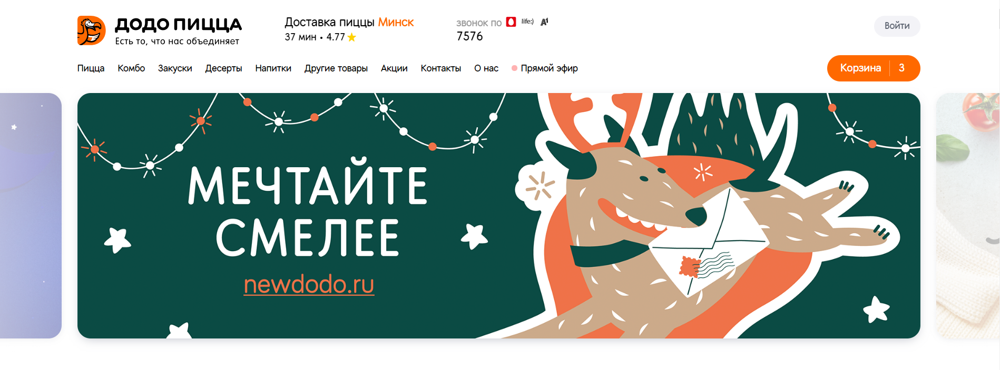 ДОДО ПИЦЦА
Есть то, что нас объединяет
Доставка пиццы Минск
37 мин • 4.77
звонок по life:) A1
7576
Войти
Пицца Комбо Закуски Десерты Напитки Другие товары Акции Контакты О нас Прямой эфир
Корзина 3
МЕЧТАЙТЕ
СМЕЛЕЕ
newdodo.ru